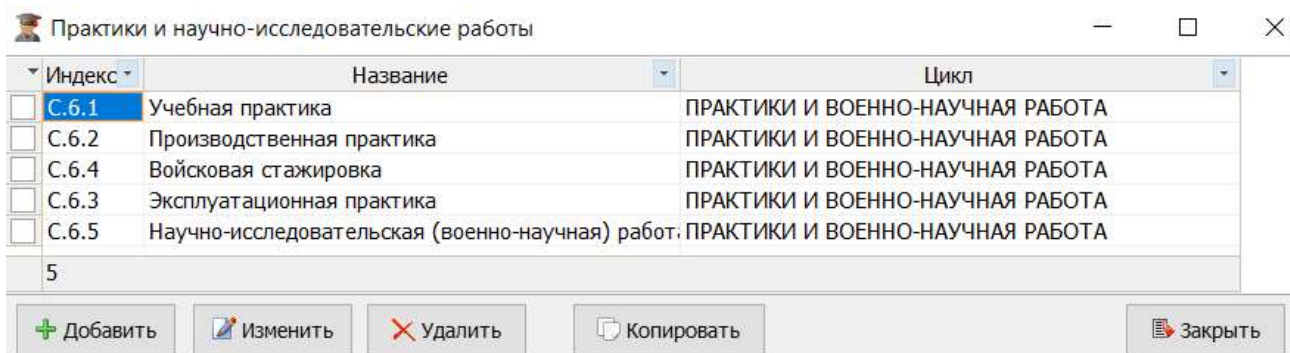 Практики и научно-исследовательские работы
Индекс Название Цикл
С.6.1 Учебная практика ПРАКТИКИ И ВОЕННО-НАУЧНАЯ РАБОТА
С.6.2 Производственная практика ПРАКТИКИ И ВОЕННО-НАУЧНАЯ РАБОТА
С.6.4 Войсковая стажировка ПРАКТИКИ И ВОЕННО-НАУЧНАЯ РАБОТА
С.6.3 Эксплуатационная практика ПРАКТИКИ И ВОЕННО-НАУЧНАЯ РАБОТА
С.6.5 Научно-исследовательская (военно-научная) работа ПРАКТИКИ И ВОЕННО-НАУЧНАЯ РАБОТА
5
Добавить Изменить Удалить Копировать Закрыть